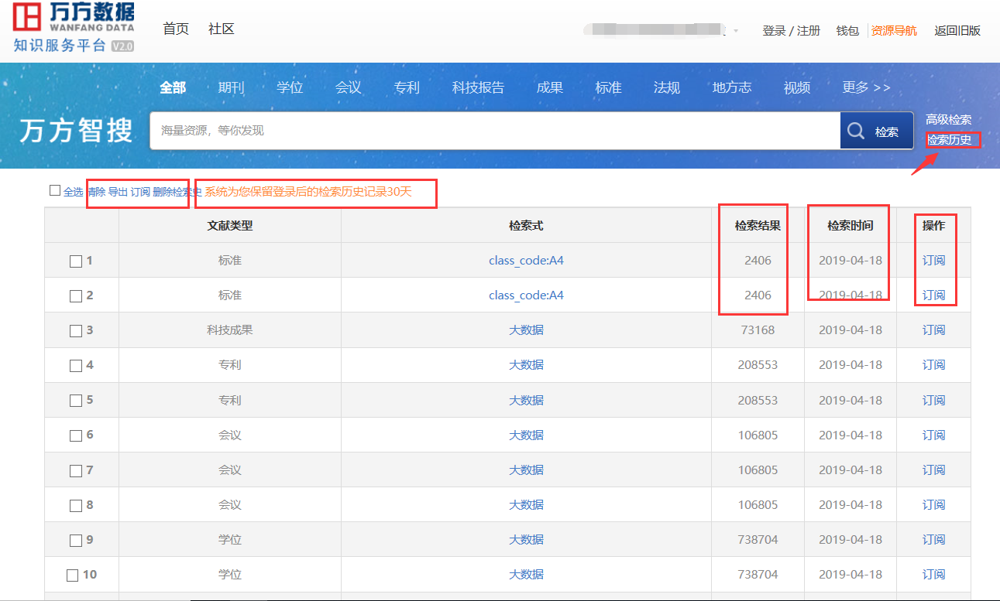 万方数据
WANFANG DATA
知识服务平台 V2.0
首页 社区
登录 / 注册 钱包 资源导航 返回旧版
全部 期刊 学位 会议 专利 科技报告 成果 标准 法规 地方志 视频 更多 >>
万方智搜
海量资源，等你发现
检索
高级检索
检索历史
全选 清除 导出 订阅 删除检索史 系统为您保留登录后的检索历史记录30天
文献类型 检索式 检索结果 检索时间 操作
1 标准 class_code:A4 2406 2019-04-18 订阅
2 标准 class_code:A4 2406 2019-04-18 订阅
3 科技成果 大数据 73168 2019-04-18 订阅
4 专利 大数据 208553 2019-04-18 订阅
5 专利 大数据 208553 2019-04-18 订阅
6 会议 大数据 106805 2019-04-18 订阅
7 会议 大数据 106805 2019-04-18 订阅
8 会议 大数据 106805 2019-04-18 订阅
9 学位 大数据 738704 2019-04-18 订阅
10 学位 大数据 738704 2019-04-18 订阅